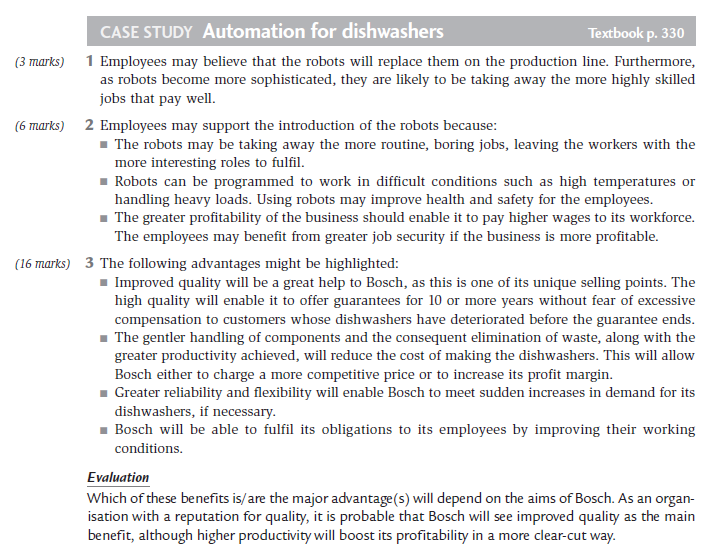 CASE STUDY Automation for dishwashers Textbook p. 330
(3 marks) 1 Employees may believe that the robots will replace them on the production line. Furthermore,
as robots become more sophisticated, they are likely to be taking away the more highly skilled
jobs that pay well.
(6 marks) 2 Employees may support the introduction of the robots because:
■ The robots may be taking away the more routine, boring jobs, leaving the workers with the
more interesting roles to fulfil.
■ Robots can be programmed to work in difficult conditions such as high temperatures or
handling heavy loads. Using robots may improve health and safety for the employees.
■ The greater profitability of the business should enable it to pay higher wages to its workforce.
The employees may benefit from greater job security if the business is more profitable.
(16 marks) 3 The following advantages might be highlighted:
■ Improved quality will be a great help to Bosch, as this is one of its unique selling points. The
high quality will enable it to offer guarantees for 10 or more years without fear of excessive
compensation to customers whose dishwashers have deteriorated before the guarantee ends.
■ The gentler handling of components and the consequent elimination of waste, along with the
greater productivity achieved, will reduce the cost of making the dishwashers. This will allow
Bosch either to charge a more competitive price or to increase its profit margin.
■ Greater reliability and flexibility will enable Bosch to meet sudden increases in demand for its
dishwashers, if necessary.
■ Bosch will be able to fulfil its obligations to its employees by improving their working
conditions.
Evaluation
Which of these benefits is/are the major advantage(s) will depend on the aims of Bosch. As an organ-
isation with a reputation for quality, it is probable that Bosch will see improved quality as the main
benefit, although higher productivity will boost its profitability in a more clear-cut way.